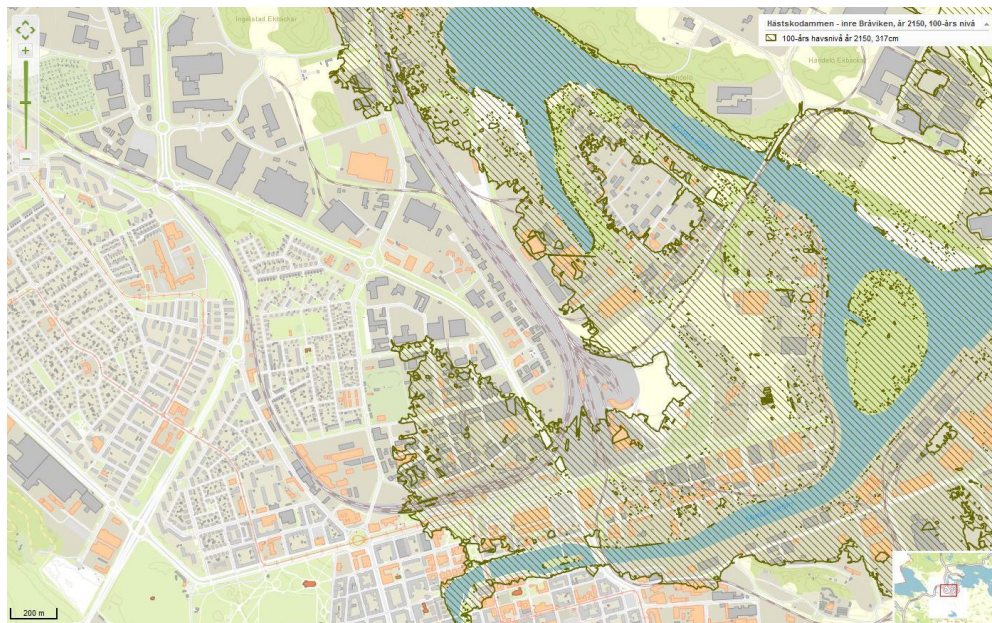 Ingelstad Ekbackar
Hästskodammen - inre Bråviken, år 2150, 100-års nivå
100-års havsnivå år 2150, 317cm
Händelö Ekbackar
Händelö
200 m